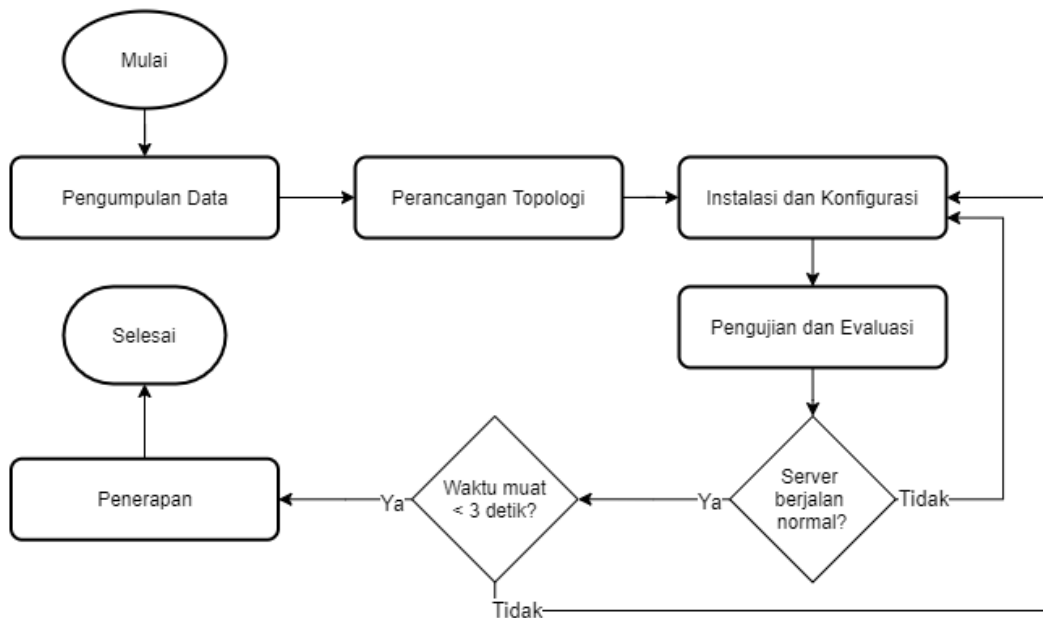 Mulai
Pengumpulan Data
Perancangan Topologi
Instalasi dan Konfigurasi
Pengujian dan Evaluasi
Server
berjalan
normal?
Tidak
Ya
Waktu muat
< 3 detik?
Ya
Tidak
Penerapan
Selesai